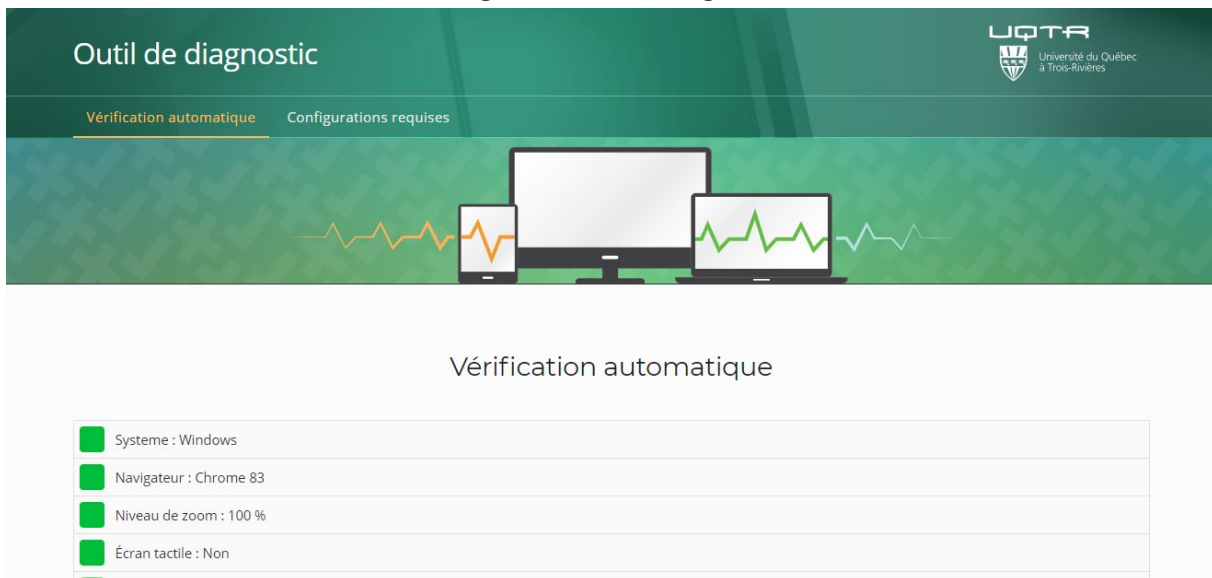 Outil de diagnostic
UQTR
Université du Québec
à Trois-Rivières
Vérification automatique
Configurations requises
Vérification automatique
Systeme : Windows
Navigateur : Chrome 83
Niveau de zoom : 100 %
Écran tactile : Non